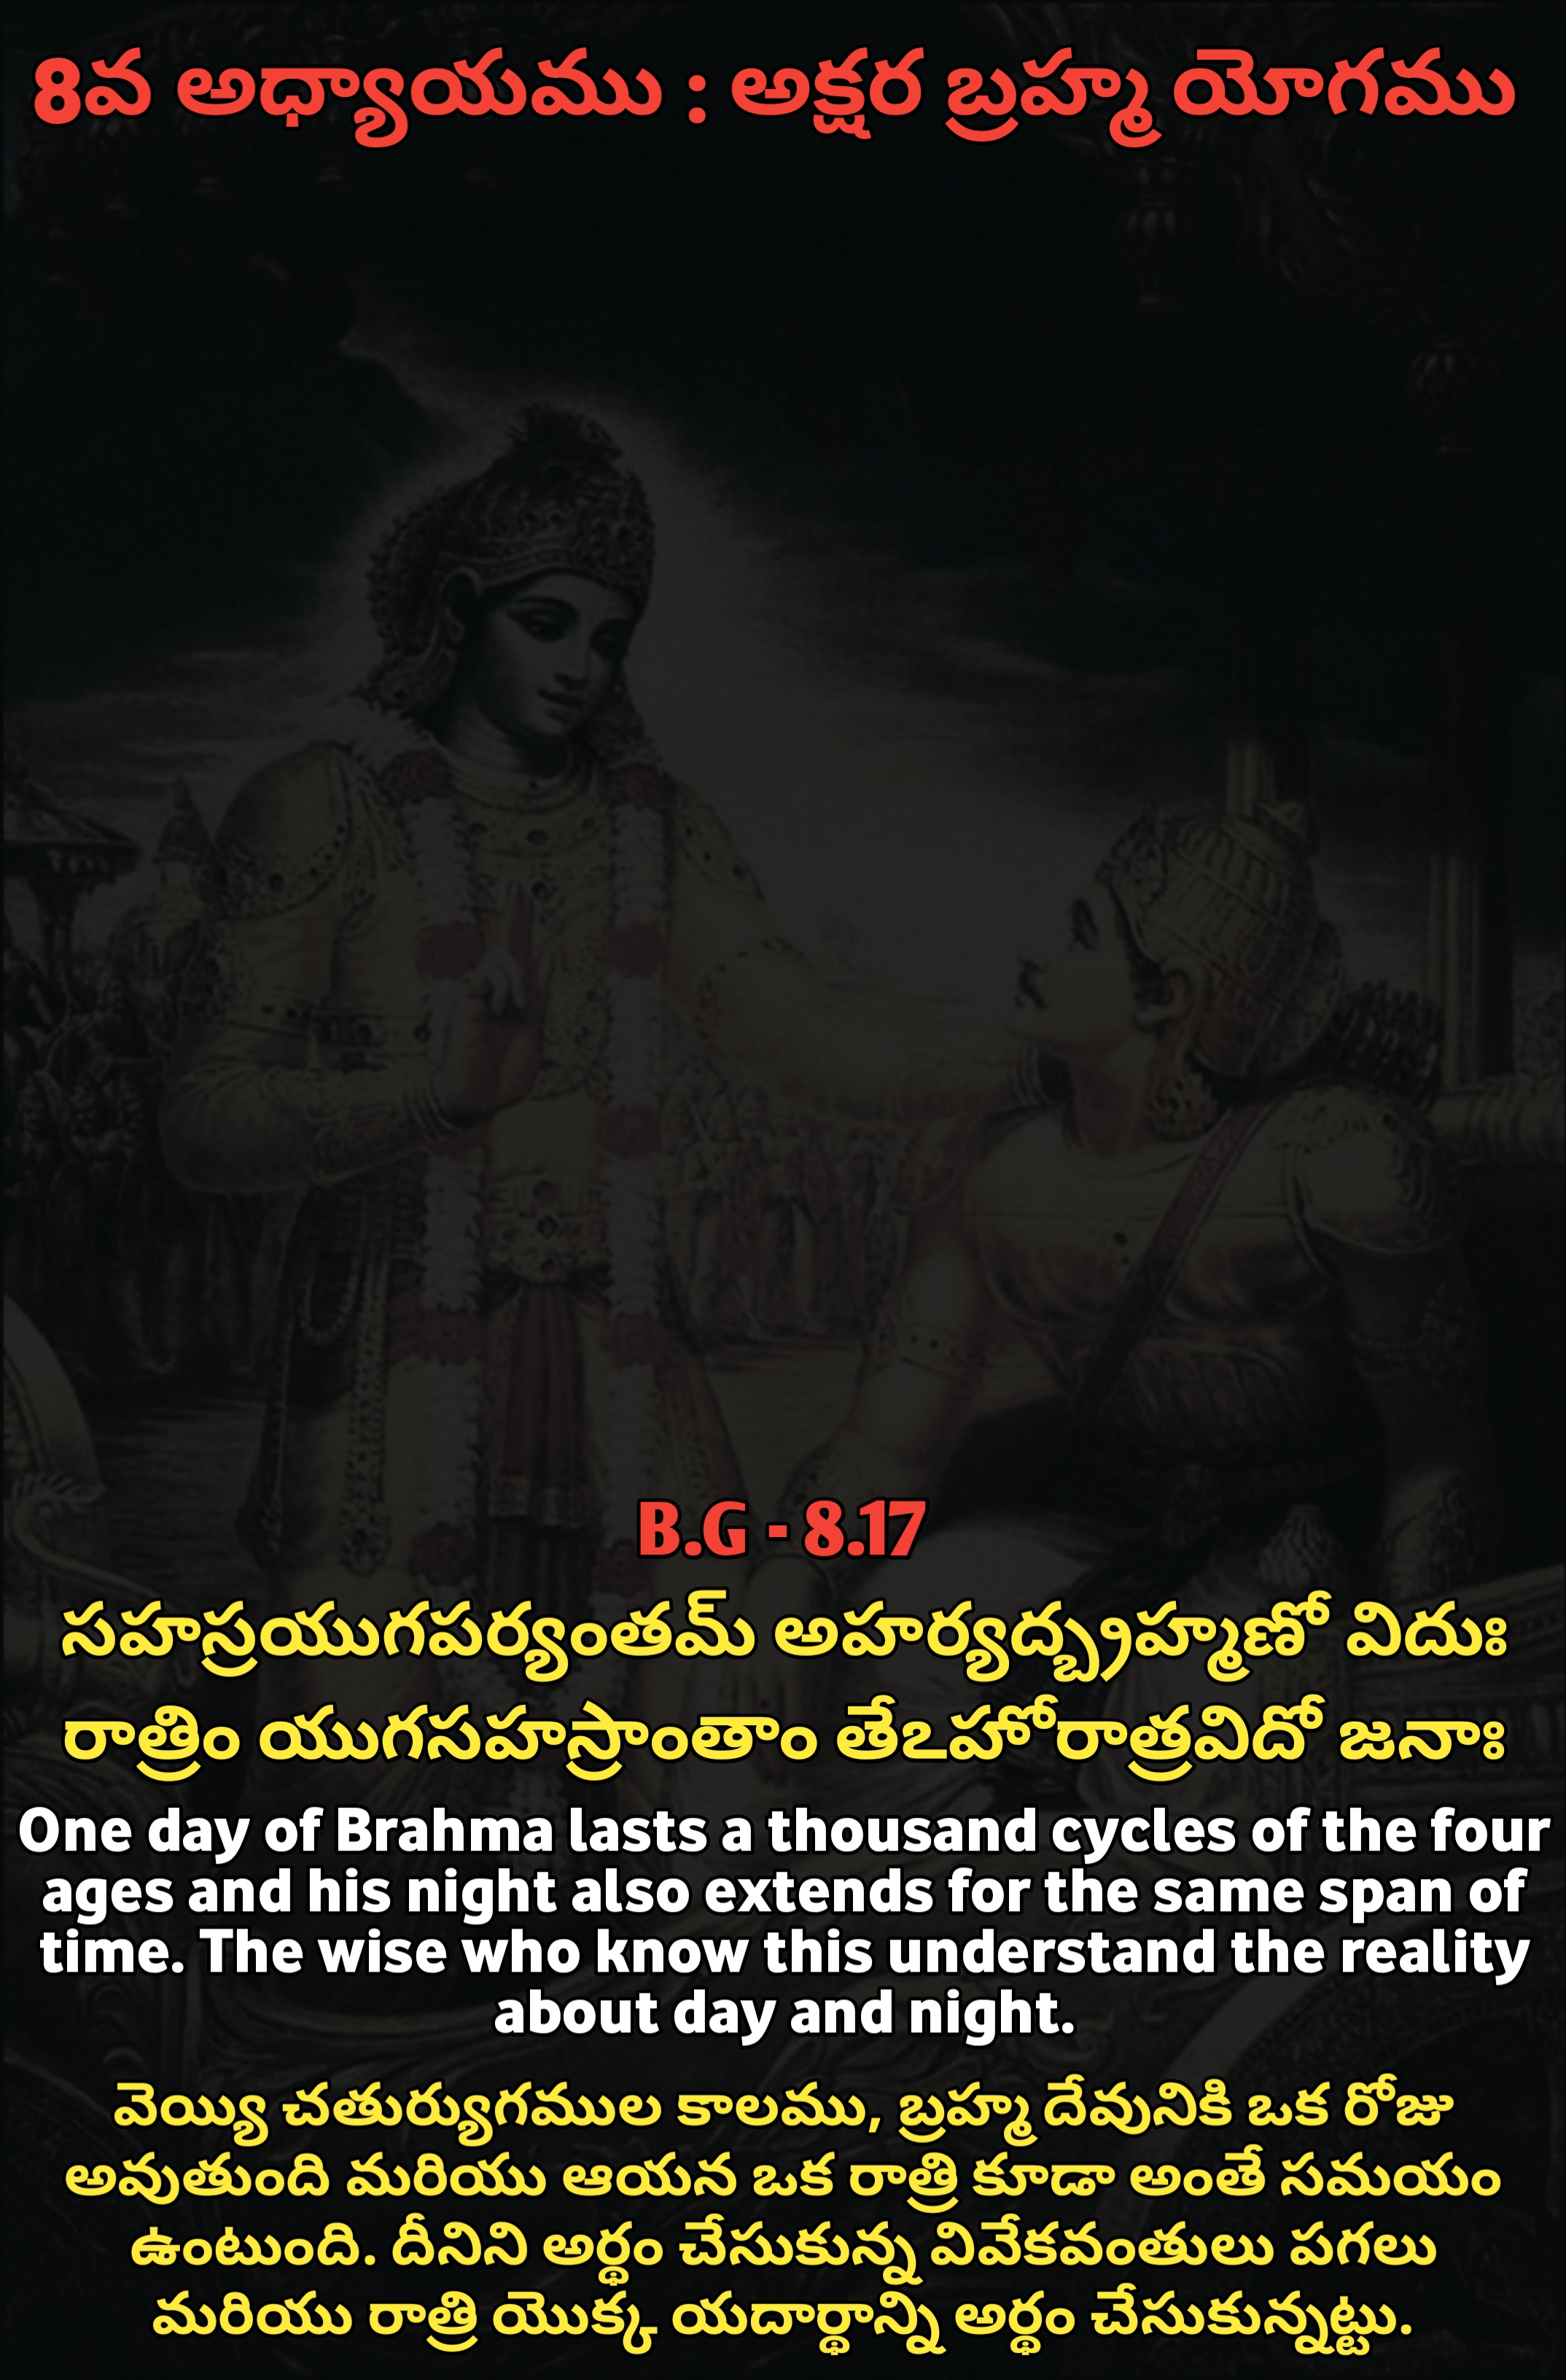 8వ అధ్యాయము : అక్షర బ్రహ్మ యోగము
B.G - 8.17
సహస్రయుగపర్యంతమ్ అహర్యద్బ్రహ్మణో విదుః
రాత్రిం యుగసహస్రాంతాం తేఽహోరాత్రవిదో జనాః
One day of Brahma lasts a thousand cycles of the four
ages and his night also extends for the same span of
time. The wise who know this understand the reality
about day and night.
వెయ్యి చతుర్యుగముల కాలము, బ్రహ్మ దేవునికి ఒక రోజు
అవుతుంది మరియు ఆయన ఒక రాత్రి కూడా అంతే సమయం
ఉంటుంది. దీనిని అర్థం చేసుకున్న వివేకవంతులు పగలు
మరియు రాత్రి యొక్క యదార్థాన్ని అర్థం చేసుకున్నట్టు.